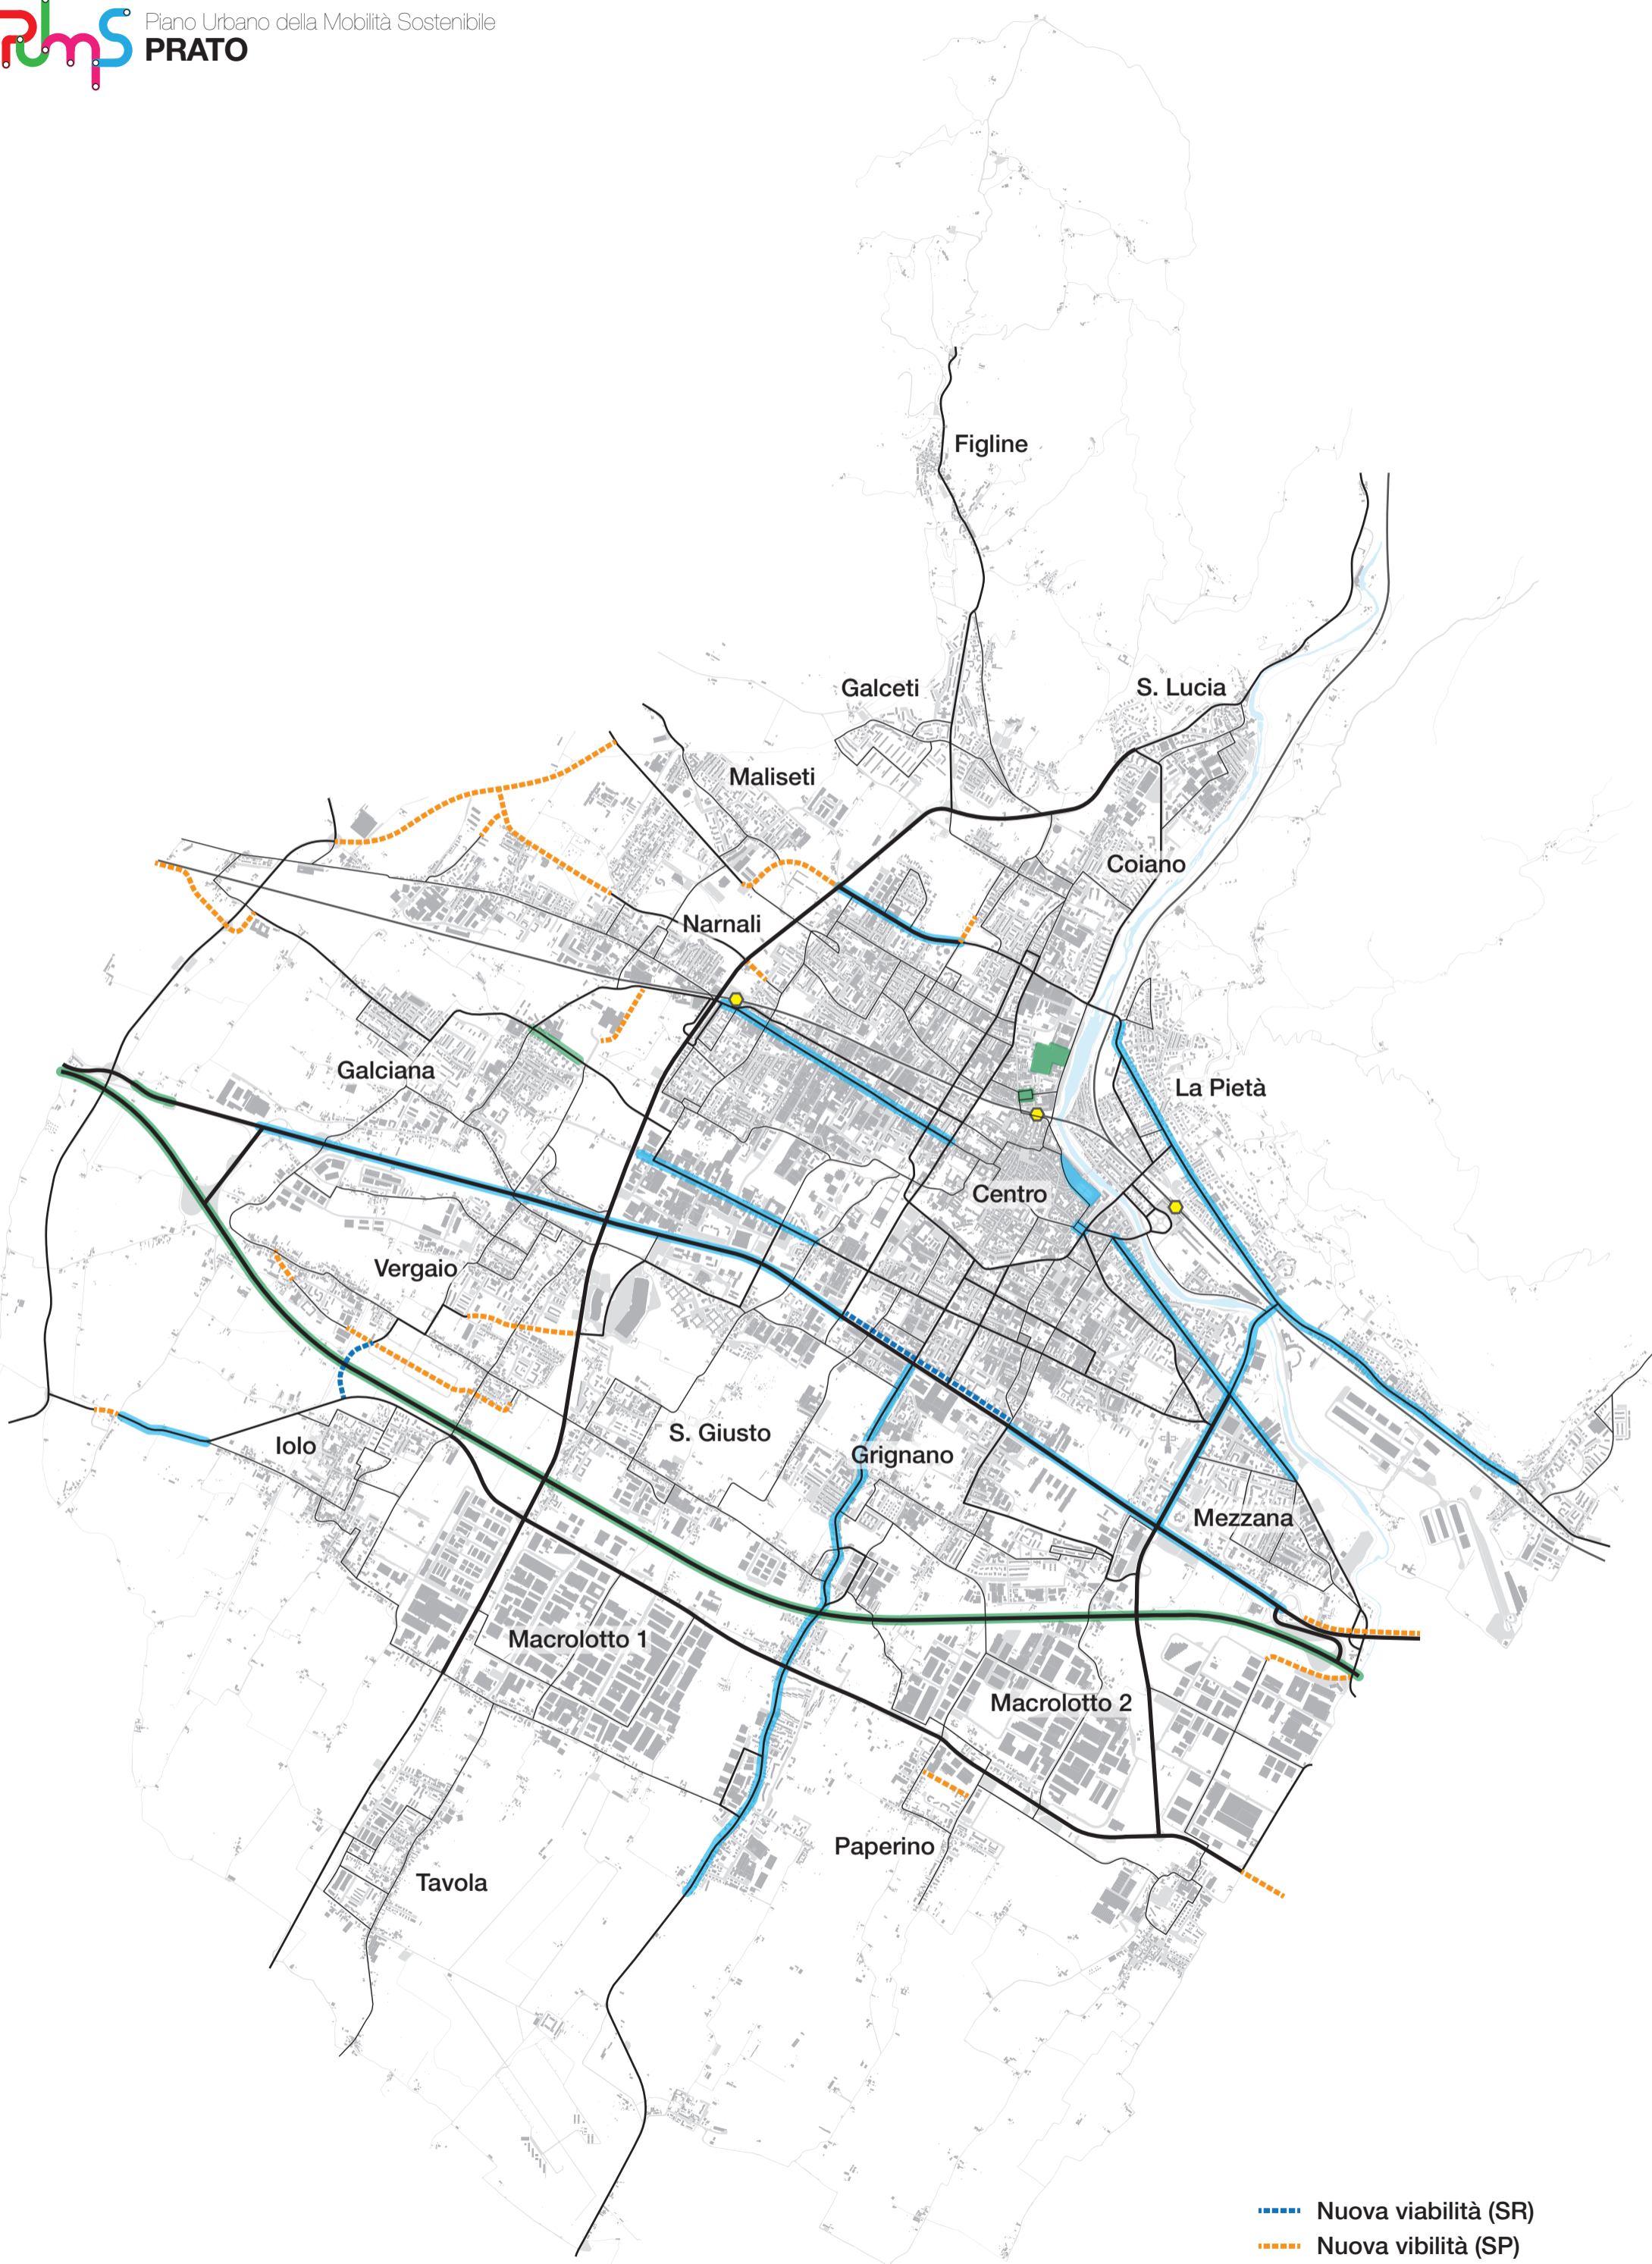 Pums Piano Urbano della Mobilità Sostenibile
PRATO
Figline
Galceti
S. Lucia
Maliseti
Coiano
Narnali
Galciana
La Pietà
Centro
Vergaio
Iolo
S. Giusto
Grignano
Mezzana
Macrolotto 1
Macrolotto 2
Paperino
Tavola
Nuova viabilità (SR)
Nuova vibilità (SP)